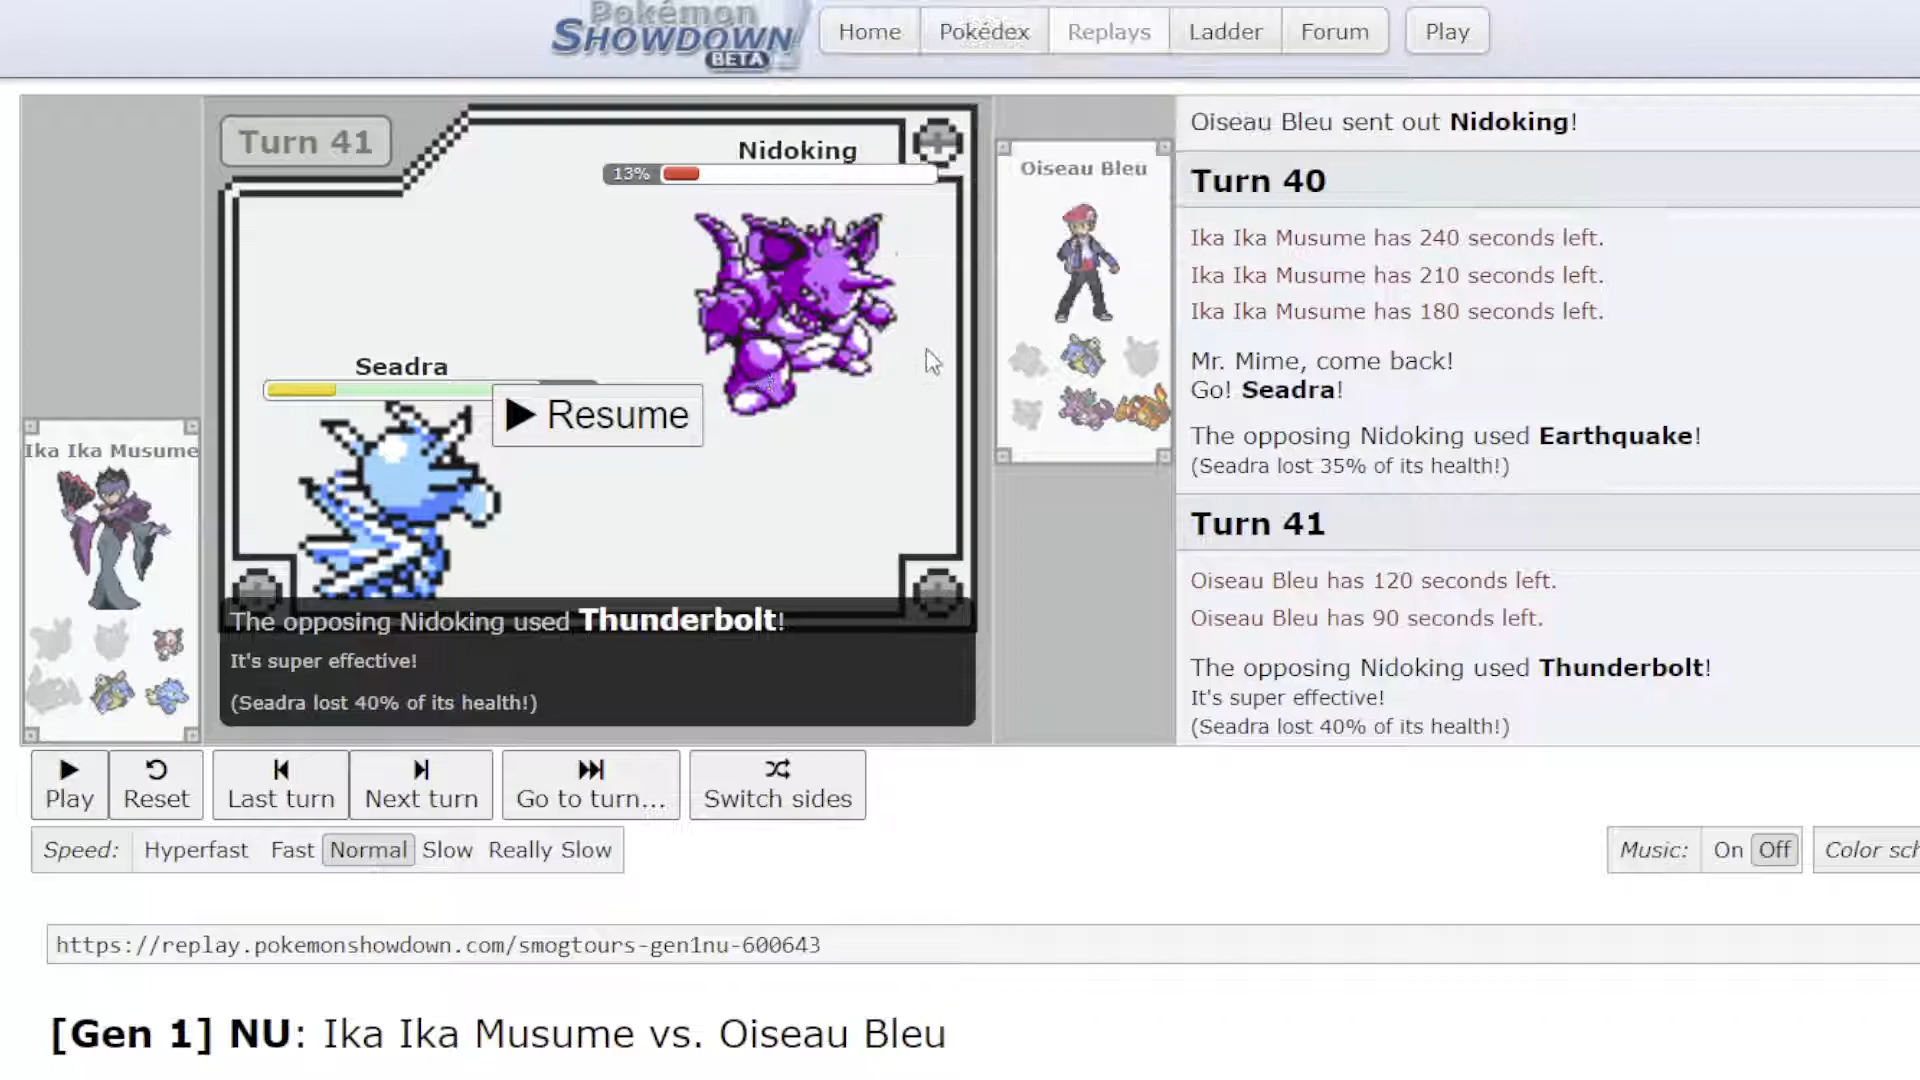 Pokémon
SHOWDOWN
BETA
Home
Pokédex
Replays
Ladder
Forum
Play
Turn 41
Nidoking
13%
Seadra
Resume
The opposing Nidoking used Thunderbolt!
It's super effective!
(Seadra lost 40% of its health!)
Ika Ika Musume
Oiseau Bleu
Oiseau Bleu sent out Nidoking!
Turn 40
Ika Ika Musume has 240 seconds left.
Ika Ika Musume has 210 seconds left.
Ika Ika Musume has 180 seconds left.
Mr. Mime, come back!
Go! Seadra!
The opposing Nidoking used Earthquake!
(Seadra lost 35% of its health!)
Turn 41
Oiseau Bleu has 120 seconds left.
Oiseau Bleu has 90 seconds left.
The opposing Nidoking used Thunderbolt!
It's super effective!
(Seadra lost 40% of its health!)
Play
Reset
Last turn
Next turn
Go to turn...
Switch sides
Speed: Hyperfast Fast Normal Slow Really Slow
Music: On Off
Color sch
https://replay.pokemonshowdown.com/smogtours-gen1nu-600643
[Gen 1] NU: Ika Ika Musume vs. Oiseau Bleu